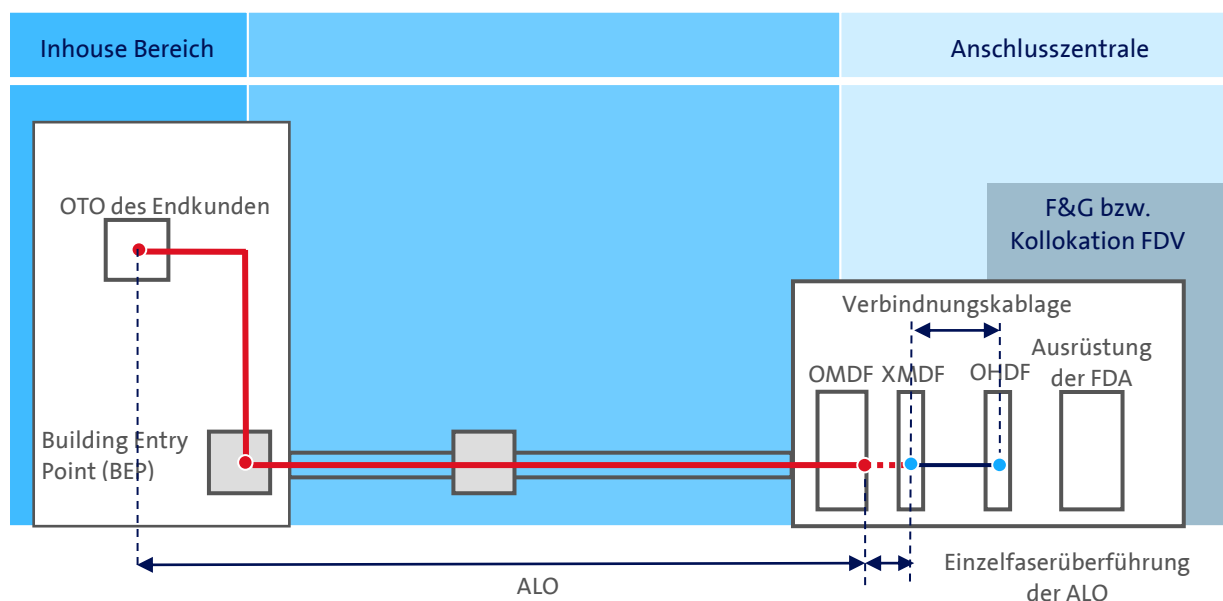 Inhouse Bereich
Anschlusszentrale
OTO des Endkunden
F&G bzw.
Kollokation FDV
Verbindnungskablage
Ausrüstung
der FDA
OMDF
XMDF
OHDF
Building Entry
Point (BEP)
ALO
Einzelfaserüberführung
der ALO